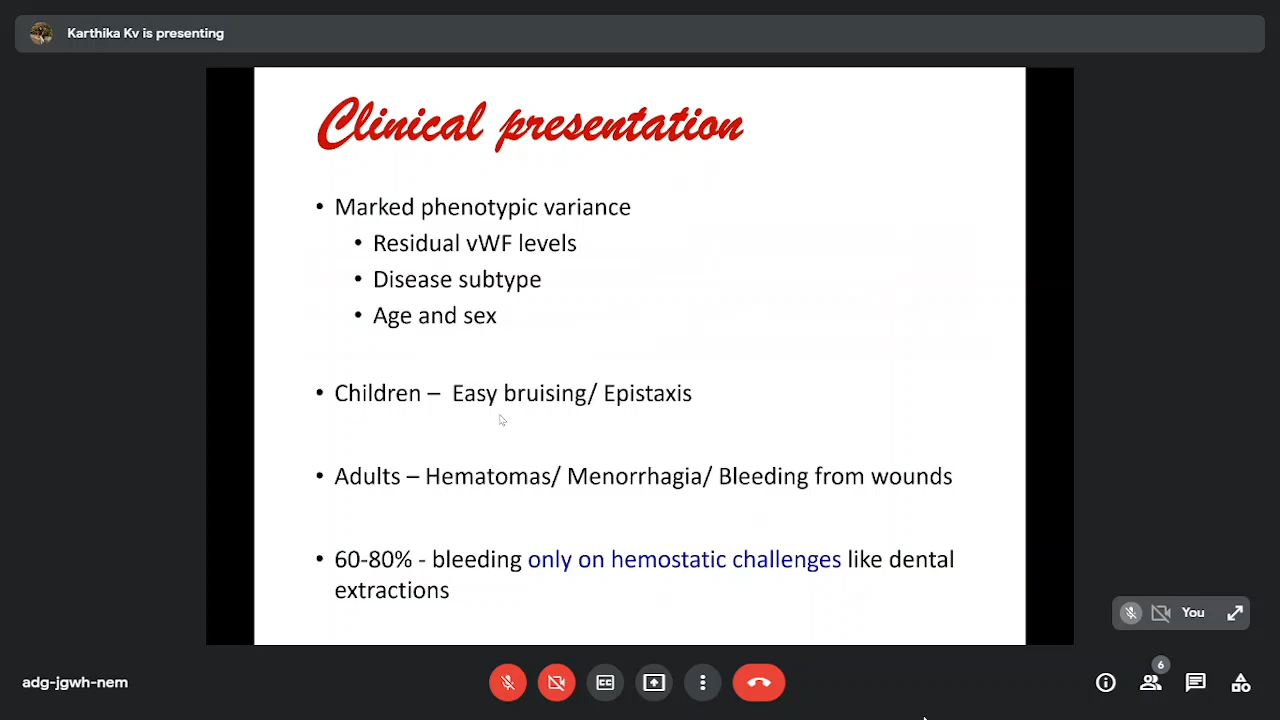 Karthika Kv is presenting
Clinical presentation
• Marked phenotypic variance
• Residual vWF levels
• Disease subtype
• Age and sex
• Children – Easy bruising/ Epistaxis
• Adults – Hematomas/ Menorrhagia/ Bleeding from wounds
• 60-80% - bleeding only on hemostatic challenges like dental
extractions
You
adg-jgwh-nem
CC
6